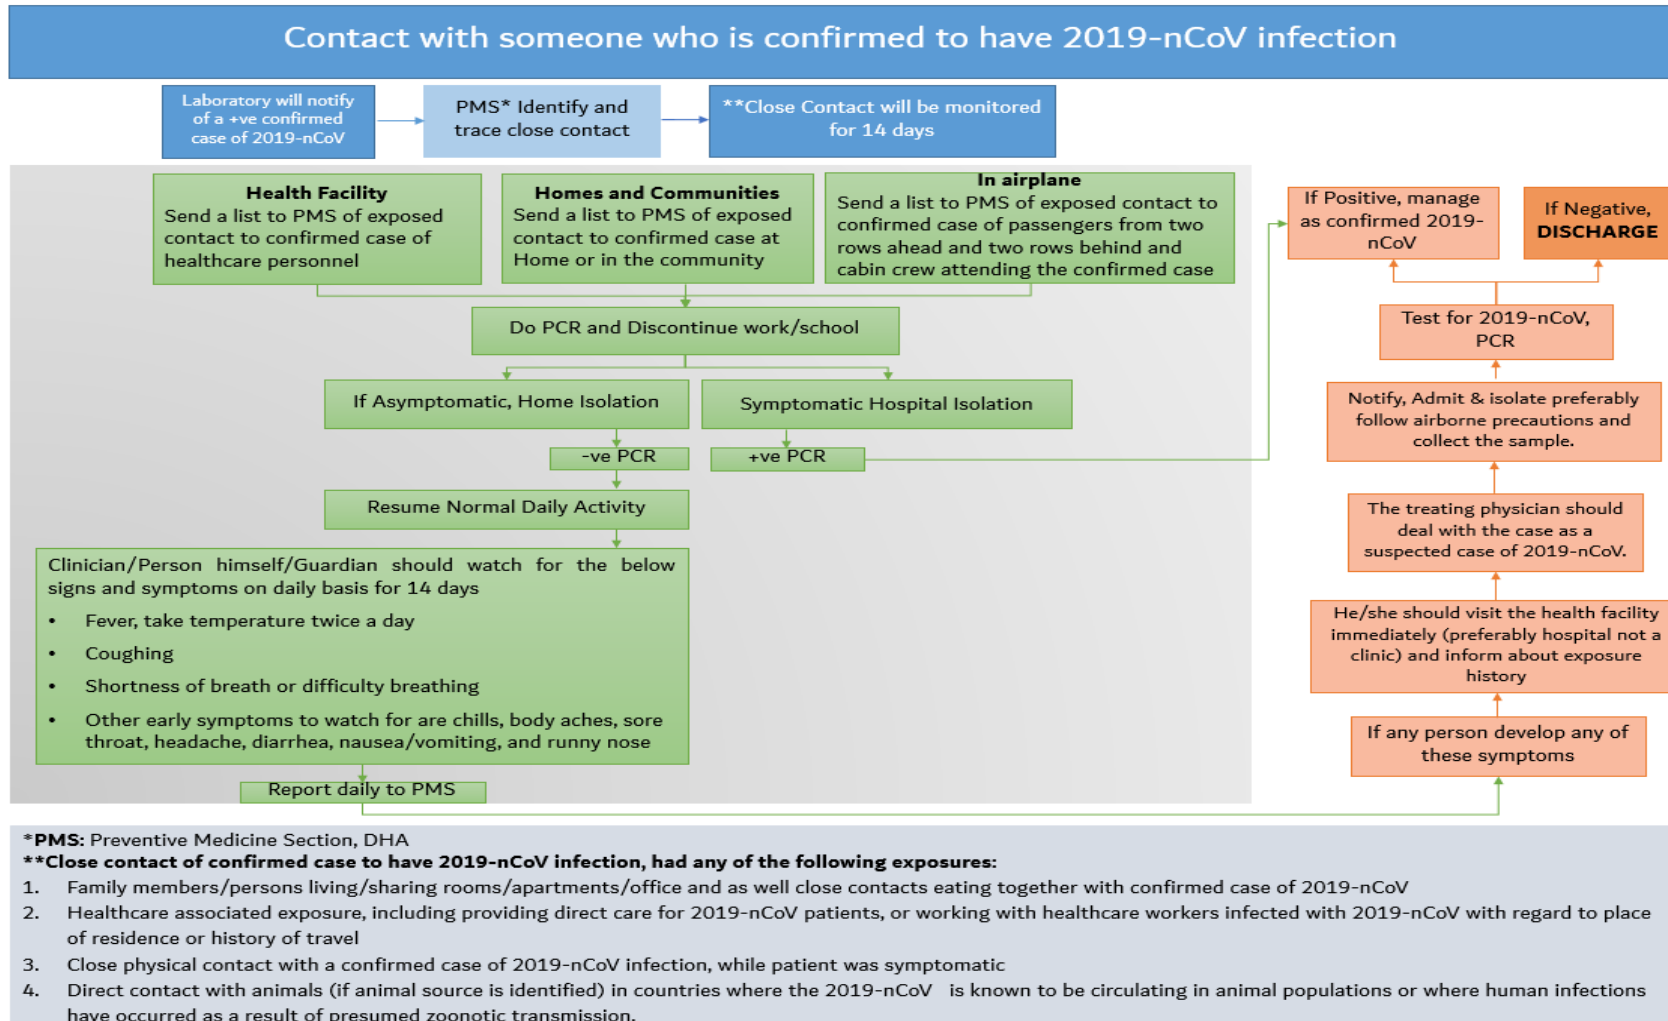 Contact with someone who is confirmed to have 2019-nCoV infection
Laboratory will notify
of a +ve confirmed
case of 2019-nCoV
PMS* Identify and
trace close contact
**Close Contact will be monitored
for 14 days
Health Facility
Send a list to PMS of exposed
contact to confirmed case of
healthcare personnel
Homes and Communities
Send a list to PMS of exposed
contact to confirmed case at
Home or in the community
In airplane
Send a list to PMS of exposed contact to
confirmed case of passengers from two
rows ahead and two rows behind and
cabin crew attending the confirmed case
Do PCR and Discontinue work/school
If Asymptomatic, Home Isolation
Symptomatic Hospital Isolation
-ve PCR
+ve PCR
Resume Normal Daily Activity
Clinician/Person himself/Guardian should watch for the below
signs and symptoms on daily basis for 14 days
• Fever, take temperature twice a day
• Coughing
• Shortness of breath or difficulty breathing
• Other early symptoms to watch for are chills, body aches, sore
throat, headache, diarrhea, nausea/vomiting, and runny nose
Report daily to PMS
If Positive, manage
as confirmed 2019-
nCoV
If Negative,
DISCHARGE
Test for 2019-nCoV,
PCR
Notify, Admit & isolate preferably
follow airborne precautions and
collect the sample.
The treating physician should
deal with the case as a
suspected case of 2019-nCoV.
He/she should visit the health facility
immediately (preferably hospital not a
clinic) and inform about exposure
history
If any person develop any of
these symptoms
*PMS: Preventive Medicine Section, DHA
**Close contact of confirmed case to have 2019-nCoV infection, had any of the following exposures:
1. Family members/persons living/sharing rooms/apartments/office and as well close contacts eating together with confirmed case of 2019-nCoV
2. Healthcare associated exposure, including providing direct care for 2019-nCoV patients, or working with healthcare workers infected with 2019-nCoV with regard to place
of residence or history of travel
3. Close physical contact with a confirmed case of 2019-nCoV infection, while patient was symptomatic
4. Direct contact with animals (if animal source is identified) in countries where the 2019-nCoV is known to be circulating in animal populations or where human infections
have occurred as a result of presumed zoonotic transmission.